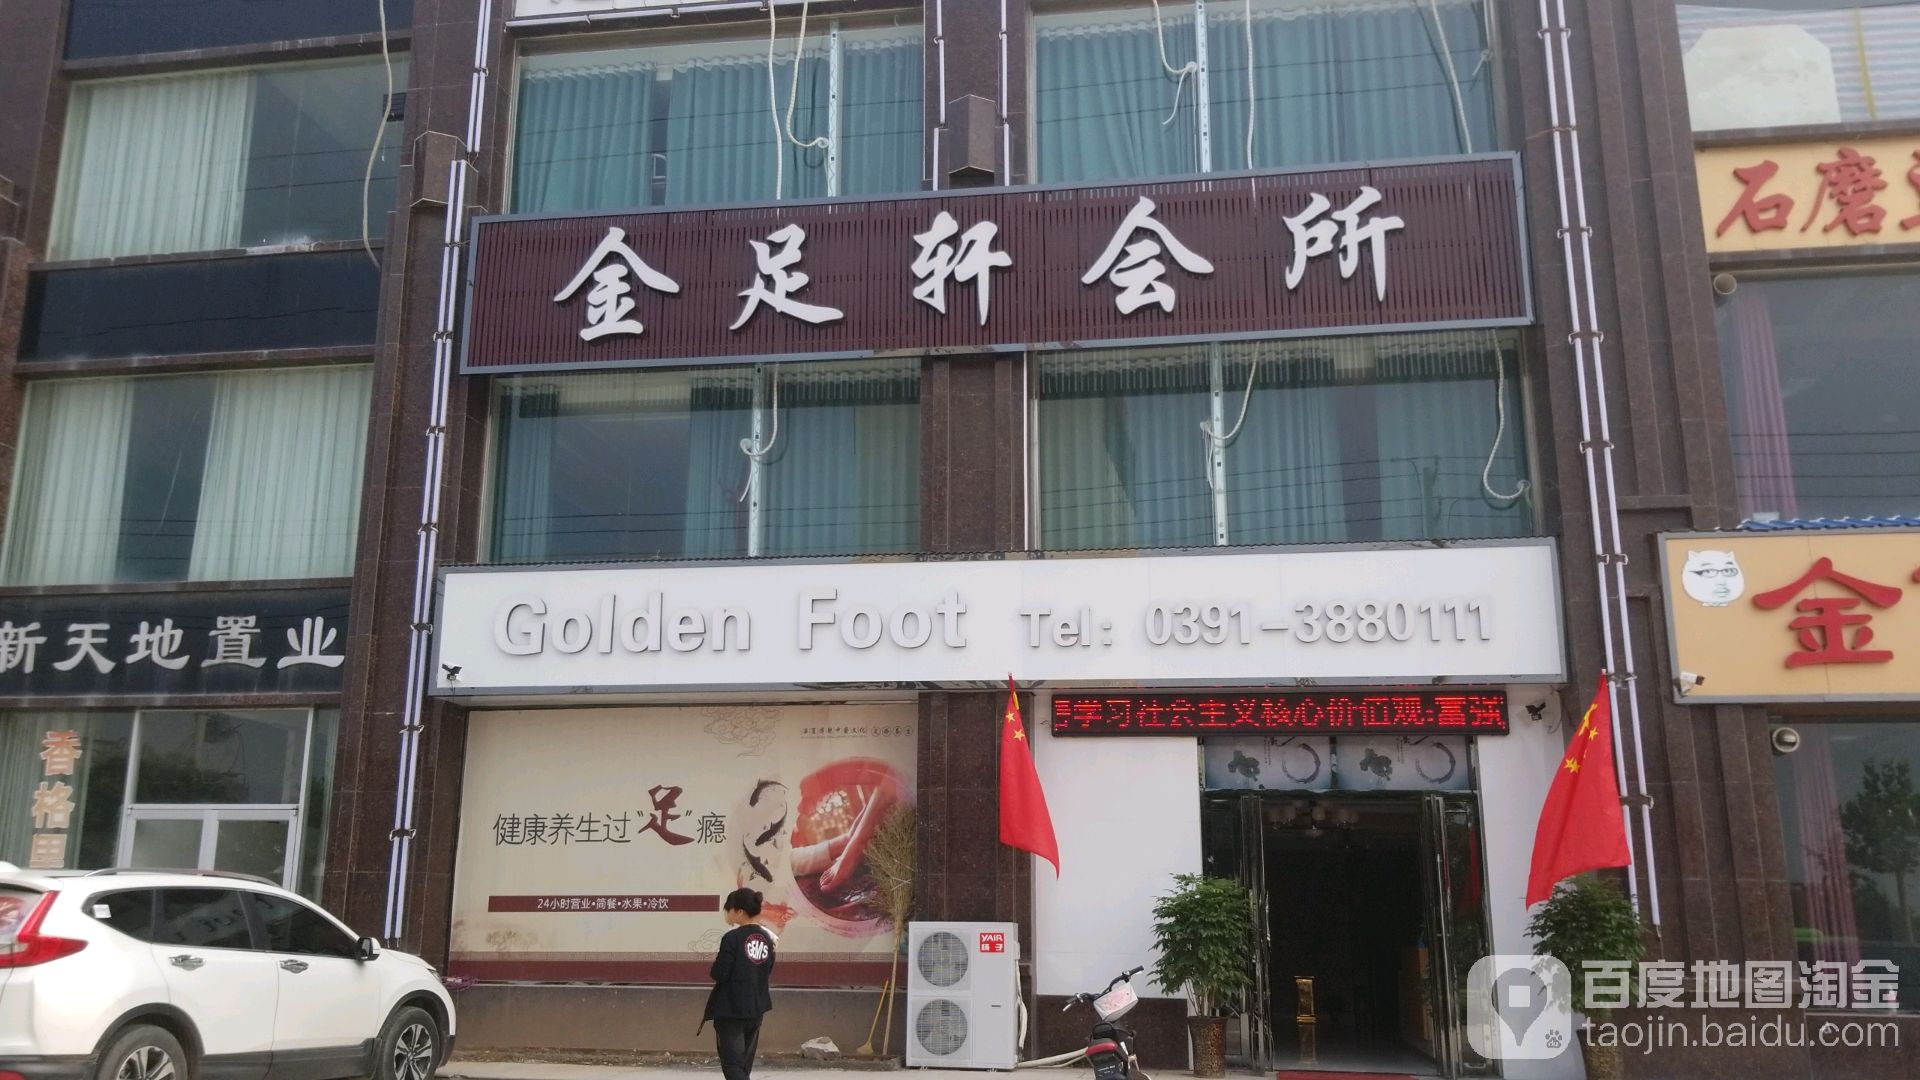 金足轩会所
石磨
Golden Foot Tel: 0391-3880111
新天地置业
金
学习社会主义核心价值观:富强
香格里
健康养生过“足”瘾
24小时营业•简餐•水果•冷饮
YAIR
扬子
GEMS
百度地图淘金
taojin.baidu.com